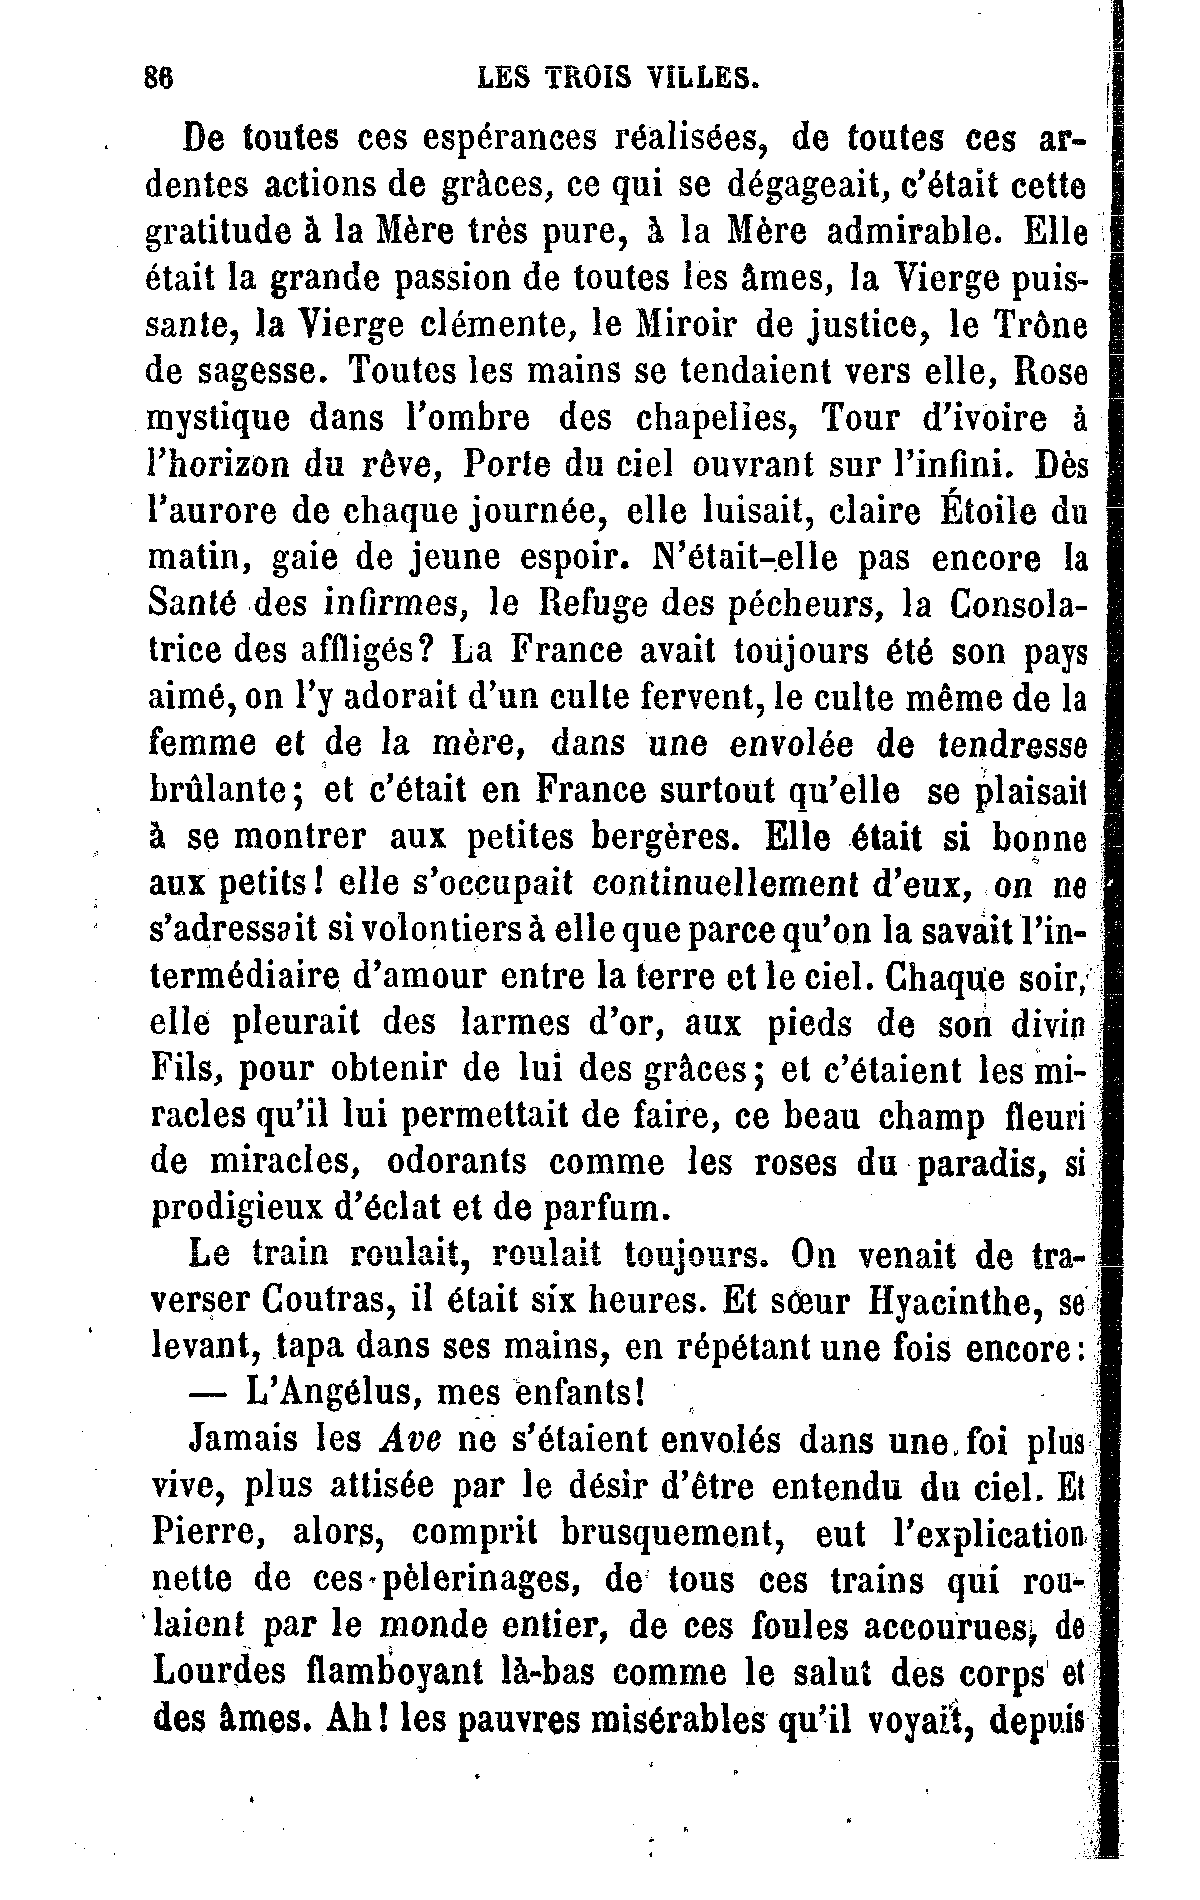 86 LES TROIS VILLES.
De toutes ces espérances réalisées, de toutes ces ar-
dentes actions de grâces, ce qui se dégageait, c'était cette
gratitude à la Mère très pure, à la Mère admirable. Elle
était la grande passion de toutes les âmes, la Vierge puis-
sante, la Vierge clémente, le Miroir de justice, le Trône
de sagesse. Toutes les mains se tendaient vers elle, Rose
mystique dans l'ombre des chapelles, Tour d'ivoire à
l'horizon du rêve, Porte du ciel ouvrant sur l'infini. Dès
l'aurore de chaque journée, elle luisait, claire Étoile du
matin, gaie de jeune espoir. N'était-elle pas encore la
Santé des infirmes, le Refuge des pécheurs, la Consola-
trice des affligés? La France avait toujours été son pays
aimé, on l'y adorait d'un culte fervent, le culte même de la
femme et de la mère, dans une envolée de tendresse
brûlante; et c'était en France surtout qu'elle se plaisait
à se montrer aux petites bergères. Elle était si bonne
aux petits! elle s'occupait continuellement d'eux, on ne
s'adressait si volontiers à elle que parce qu'on la savait l'in-
termédiaire d'amour entre la terre et le ciel. Chaque soir,
elle pleurait des larmes d'or, aux pieds de son divin
Fils, pour obtenir de lui des grâces; et c'étaient les mi-
racles qu'il lui permettait de faire, ce beau champ fleuri
de miracles, odorants comme les roses du paradis, si
prodigieux d'éclat et de parfum.
Le train roulait, roulait toujours. On venait de tra-
verser Coutras, il était six heures. Et sœur Hyacinthe, se
levant, tapa dans ses mains, en répétant une fois encore:
— L'Angélus, mes enfants!
Jamais les Ave ne s'étaient envolés dans une foi plus
vive, plus attisée par le désir d'être entendu du ciel. Et
Pierre, alors, comprit brusquement, eut l'explication
nette de ces pèlerinages, de tous ces trains qui rou-
laient par le monde entier, de ces foules accourues, de
Lourdes flamboyant là-bas comme le salut des corps et
des âmes. Ah! les pauvres misérables qu'il voyait, depuis